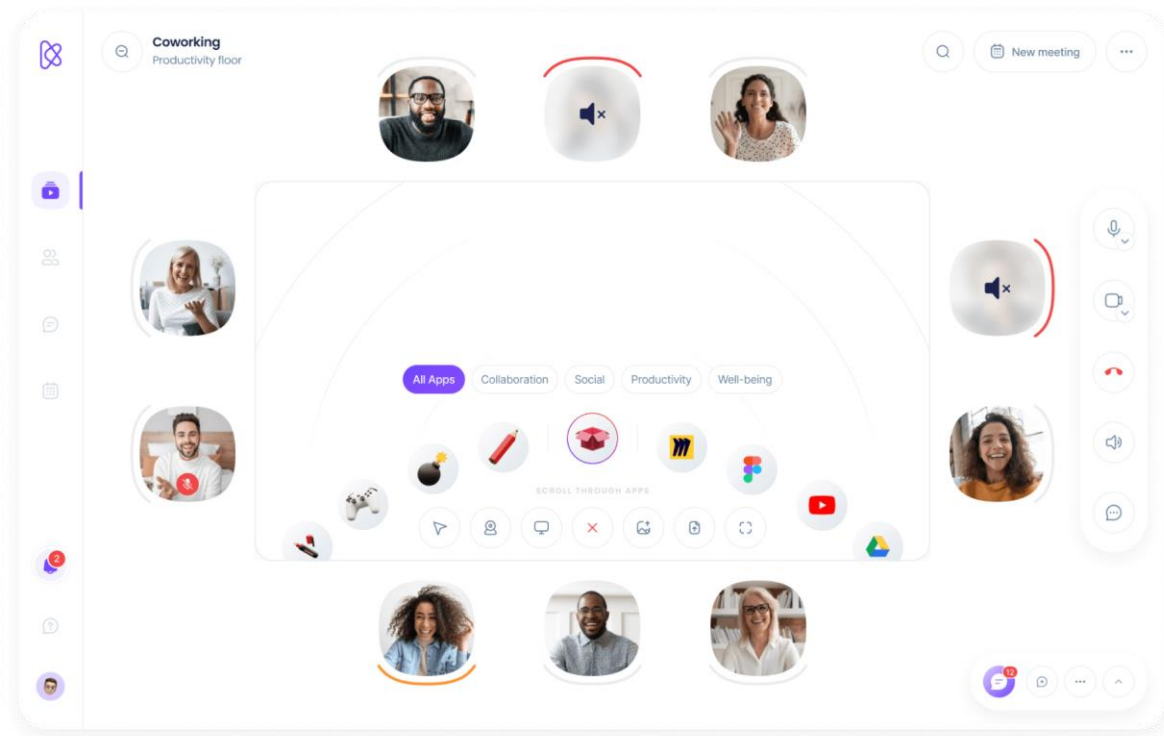 Coworking
Productivity floor
New meeting
All Apps
Collaboration
Social
Productivity
Well-being
SCROLL THROUGH APPS
2
12